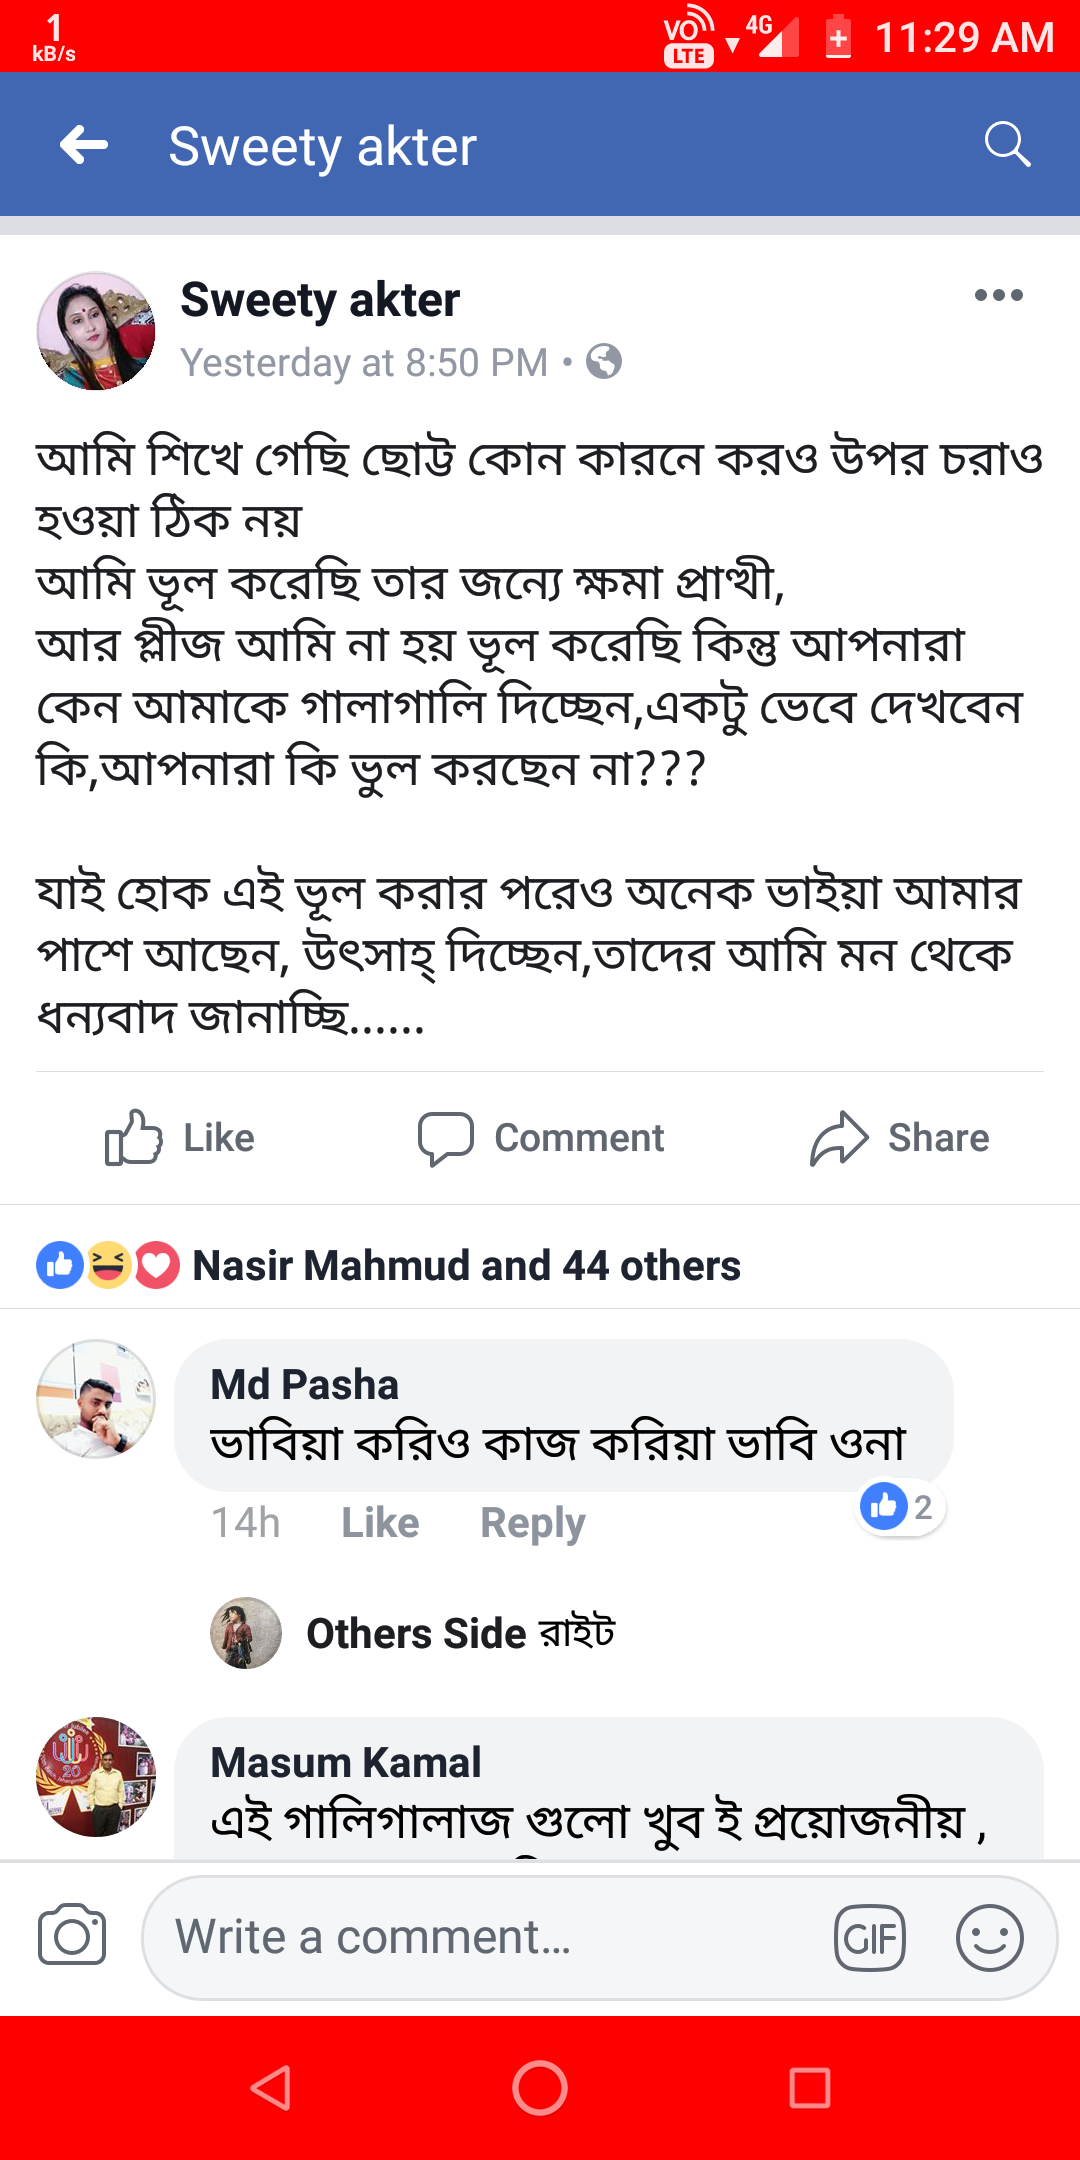 1
kB/s
VO
LTE
4G
11:29 AM
Sweety akter
Sweety akter
Yesterday at 8:50 PM •
আমি শিখে গেছি ছোট্ট কোন কারনে করও উপর চরাও
হওয়া ঠিক নয়
আমি ভূল করেছি তার জন্যে ক্ষমা প্রাত্থী,
আর প্লীজ আমি না হয় ভূল করেছি কিন্তু আপনারা
কেন আমাকে গালাগালি দিচ্ছেন,একটু ভেবে দেখবেন
কি,আপনারা কি ভুল করছেন না???
যাই হোক এই ভূল করার পরেও অনেক ভাইয়া আমার
পাশে আছেন, উৎসাহ্ দিচ্ছেন,তাদের আমি মন থেকে
ধন্যবাদ জানাচ্ছি......
Like Comment Share
Nasir Mahmud and 44 others
Md Pasha
ভাবিয়া করিও কাজ করিয়া ভাবি ওনা
14h Like Reply 2
Others Side রাইট
Masum Kamal
এই গালিগালাজ গুলো খুব ই প্রয়োজনীয় ,
Write a comment...
GIF